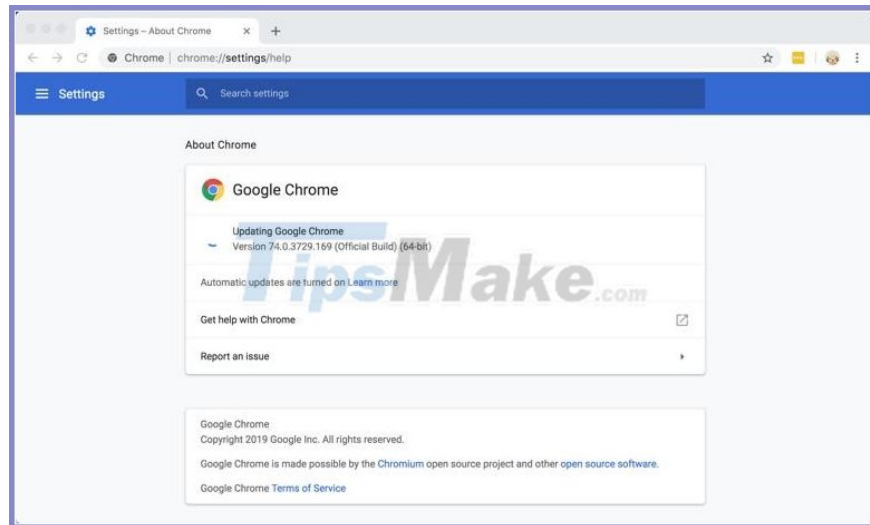 Settings – About Chrome
Chrome | chrome://settings/help
Settings
Search settings
About Chrome
Google Chrome
Updating Google Chrome
Version 74.0.3729.169 (Official Build) (64-bit)
Automatic updates are turned on Learn more
TipsMake.com
Get help with Chrome
Report an issue
Google Chrome
Copyright 2019 Google Inc. All rights reserved.
Google Chrome is made possible by the Chromium open source project and other open source software.
Google Chrome Terms of Service